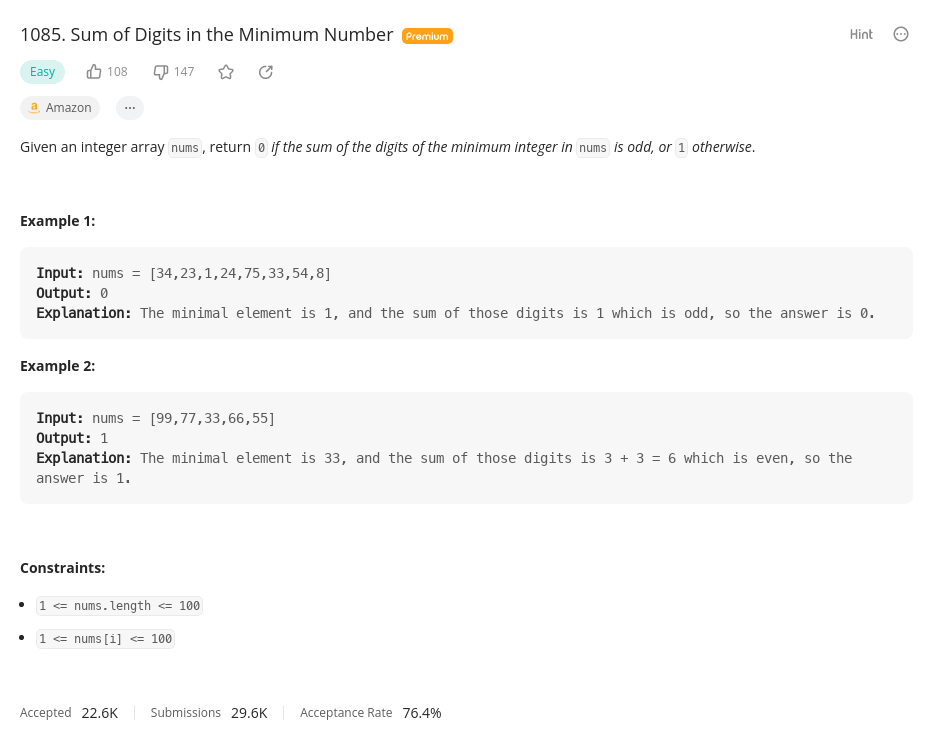 1085. Sum of Digits in the Minimum Number Premium Hint
Easy 108 147
a Amazon ...
Given an integer array nums, return 0 if the sum of the digits of the minimum integer in nums is odd, or 1 otherwise.
Example 1:
Input: nums = [34,23,1,24,75,33,54,8]
Output: 0
Explanation: The minimal element is 1, and the sum of those digits is 1 which is odd, so the answer is 0.
Example 2:
Input: nums = [99,77,33,66,55]
Output: 1
Explanation: The minimal element is 33, and the sum of those digits is 3 + 3 = 6 which is even, so the
answer is 1.
Constraints:
• 1 <= nums.length <= 100
• 1 <= nums[i] <= 100
Accepted 22.6K Submissions 29.6K Acceptance Rate 76.4%